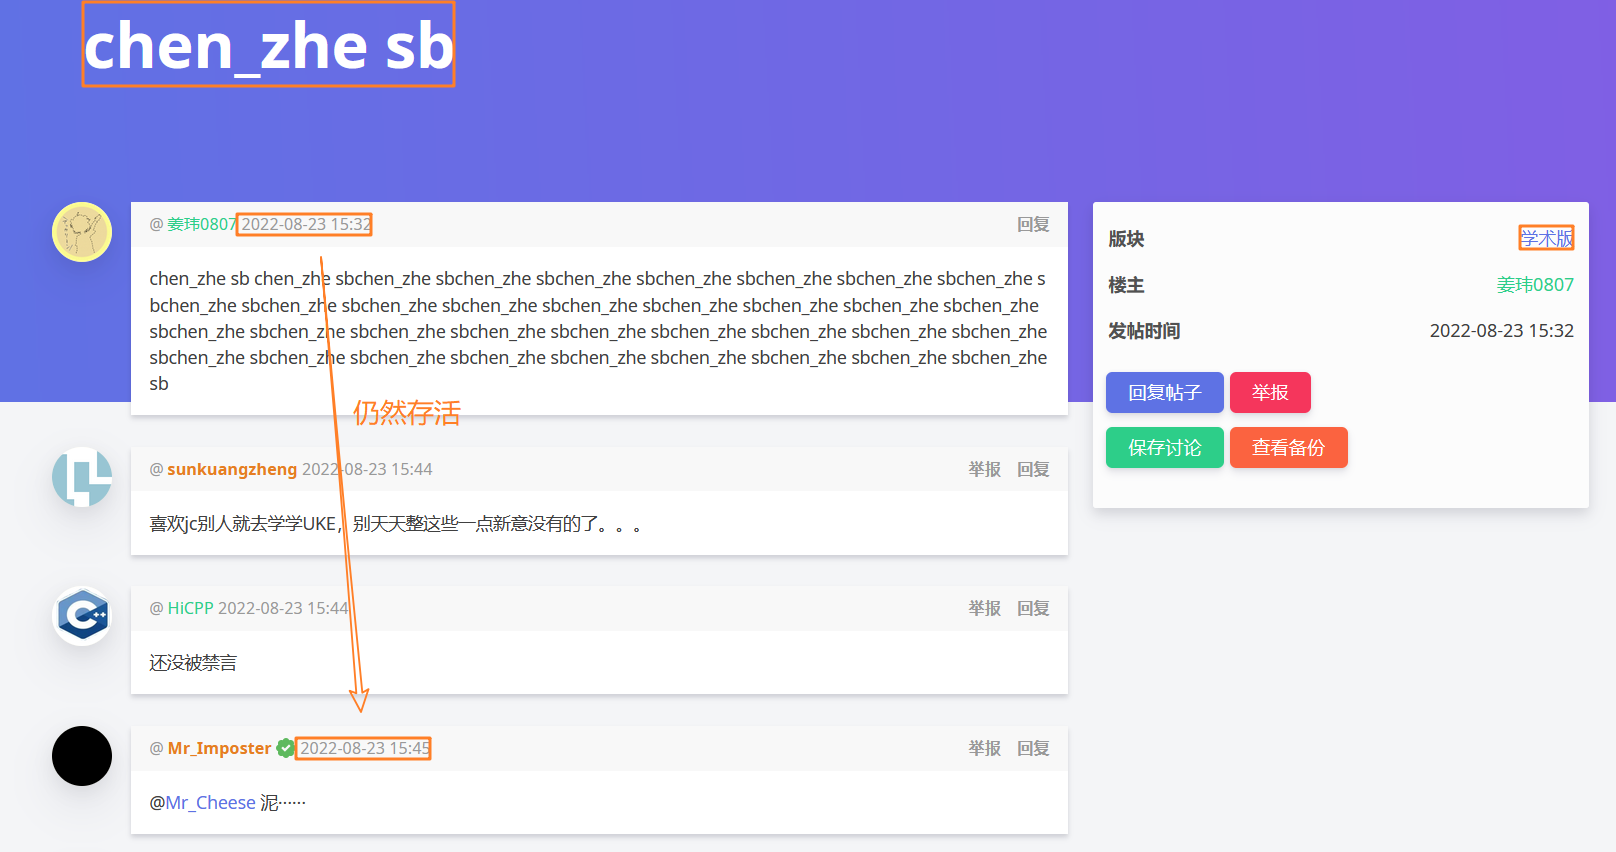 chen_zhe sb
@ 姜玮0807 2022-08-23 15:32 回复
chen_zhe sb chen_zhe sbchen_zhe sbchen_zhe sbchen_zhe sbchen_zhe sbchen_zhe sbchen_zhe sbchen_zhe s
bchen_zhe sbchen_zhe sbchen_zhe sbchen_zhe sbchen_zhe sbchen_zhe sbchen_zhe sbchen_zhe sbchen_zhe
sbchen_zhe sbchen_zhe sbchen_zhe sbchen_zhe sbchen_zhe sbchen_zhe sbchen_zhe sbchen_zhe sbchen_zhe
sbchen_zhe sbchen_zhe sbchen_zhe sbchen_zhe sbchen_zhe sbchen_zhe sbchen_zhe sbchen_zhe sbchen_zhe
sb
仍然存活
@ sunkuangzheng 2022-08-23 15:44 举报 回复
喜欢jc别人就去学学UKE，别天天整这些一点新意没有的了。。。
@ HiCPP 2022-08-23 15:44 举报 回复
还没被禁言
@ Mr_Imposter 2022-08-23 15:45 举报 回复
@Mr_Cheese 泥……
版块 学术版
楼主 姜玮0807
发帖时间 2022-08-23 15:32
回复帖子 举报
保存讨论 查看备份